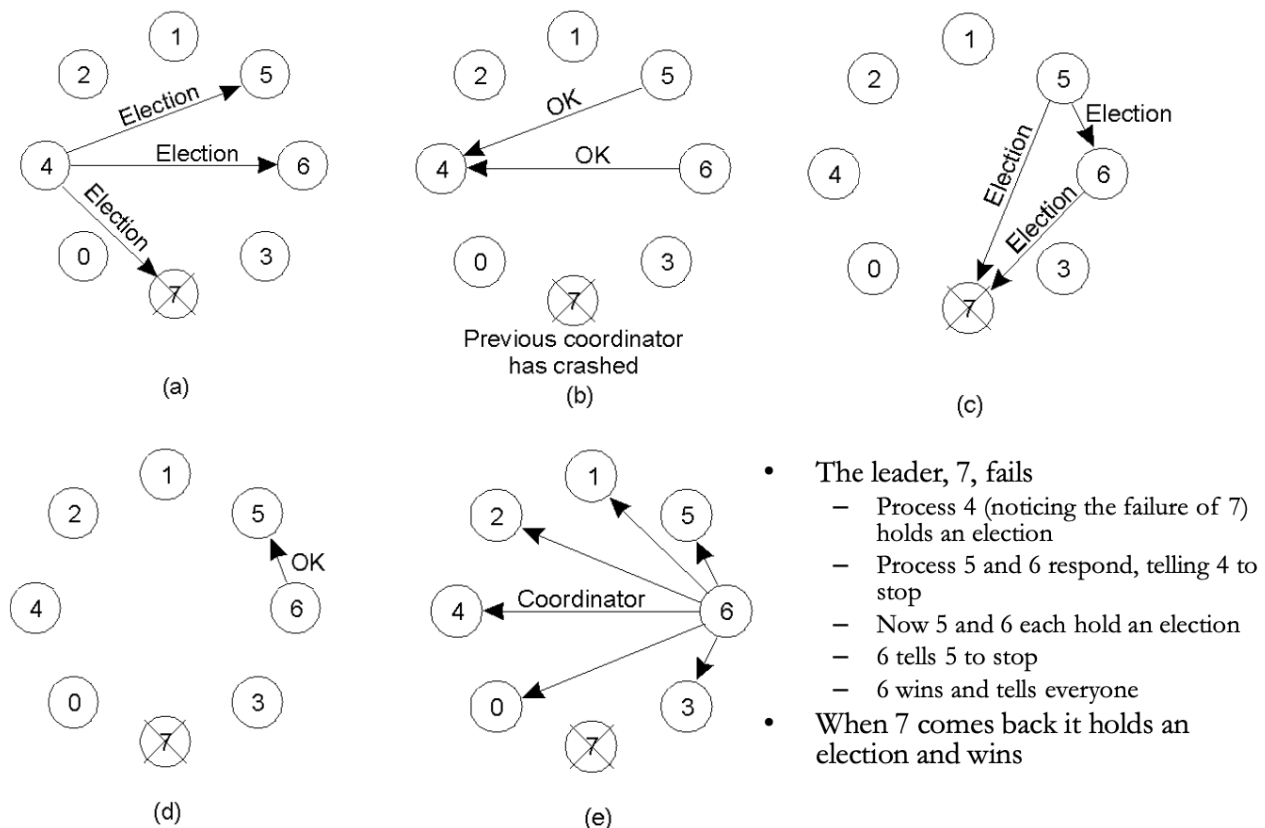 1
2
5
Election
4
Election
6
Election
0
3
7
(a)
1
2
5
OK
4
OK
6
0
3
7
Previous coordinator
has crashed
(b)
1
2
5
Election
4
Election
6
Election
0
3
7
(c)
1
2
5
OK
4
6
0
3
7
(d)
1
2
5
4
Coordinator
6
0
3
7
(e)
• The leader, 7, fails
– Process 4 (noticing the failure of 7)
holds an election
– Process 5 and 6 respond, telling 4 to
stop
– Now 5 and 6 each hold an election
– 6 tells 5 to stop
– 6 wins and tells everyone
• When 7 comes back it holds an
election and wins